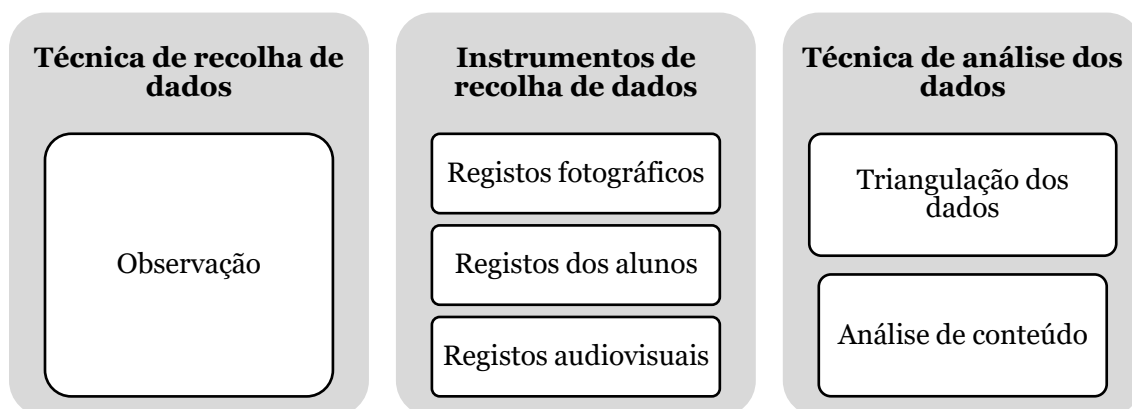 Técnica de recolha de
dados
Observação
Instrumentos de
recolha de dados
Registos fotográficos
Registos dos alunos
Registos audiovisuais
Técnica de análise dos
dados
Triangulação dos
dados
Análise de conteúdo